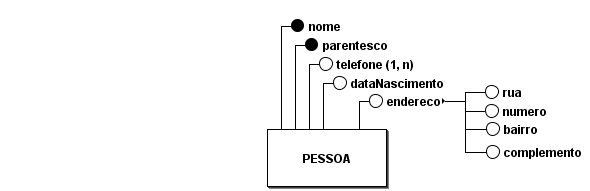 nome
parentesco
telefone (1, n)
dataNascimento
endereco
rua
numero
bairro
complemento
PESSOA